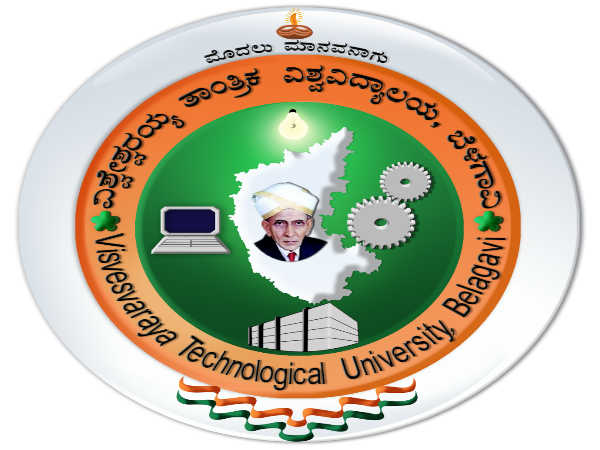 ಮೊದಲು ಮಾನವನಾಗು
ವಿಶ್ವೇಶ್ವರಯ್ಯ ತಾಂತ್ರಿಕ ವಿಶ್ವವಿದ್ಯಾಲಯ, ಬೆಳಗಾವಿ
Visvesvaraya Technological University, Belagavi